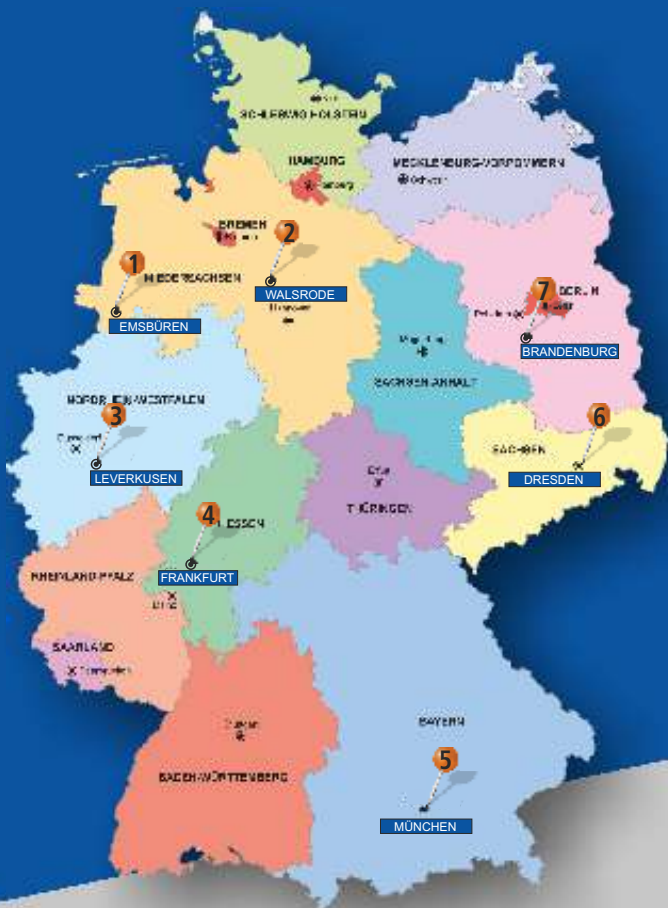 SCHLESWIG HOLSTEIN
HAMBURG
MECKLENBURG-VORPOMMERN
BREMEN
2
1
NIEDERSACHSEN
WALSRODE
EMSBÜREN
7
BERLIN
BRANDENBURG
SACHSEN-ANHALT
NORDRHEIN-WESTFALEN
3
LEVERKUSEN
6
SACHSEN
DRESDEN
THÜRINGEN
4
HESSEN
FRANKFURT
RHEINLAND-PFALZ
SAARLAND
BAYERN
5
BADEN-WÜRTTEMBERG
MÜNCHEN